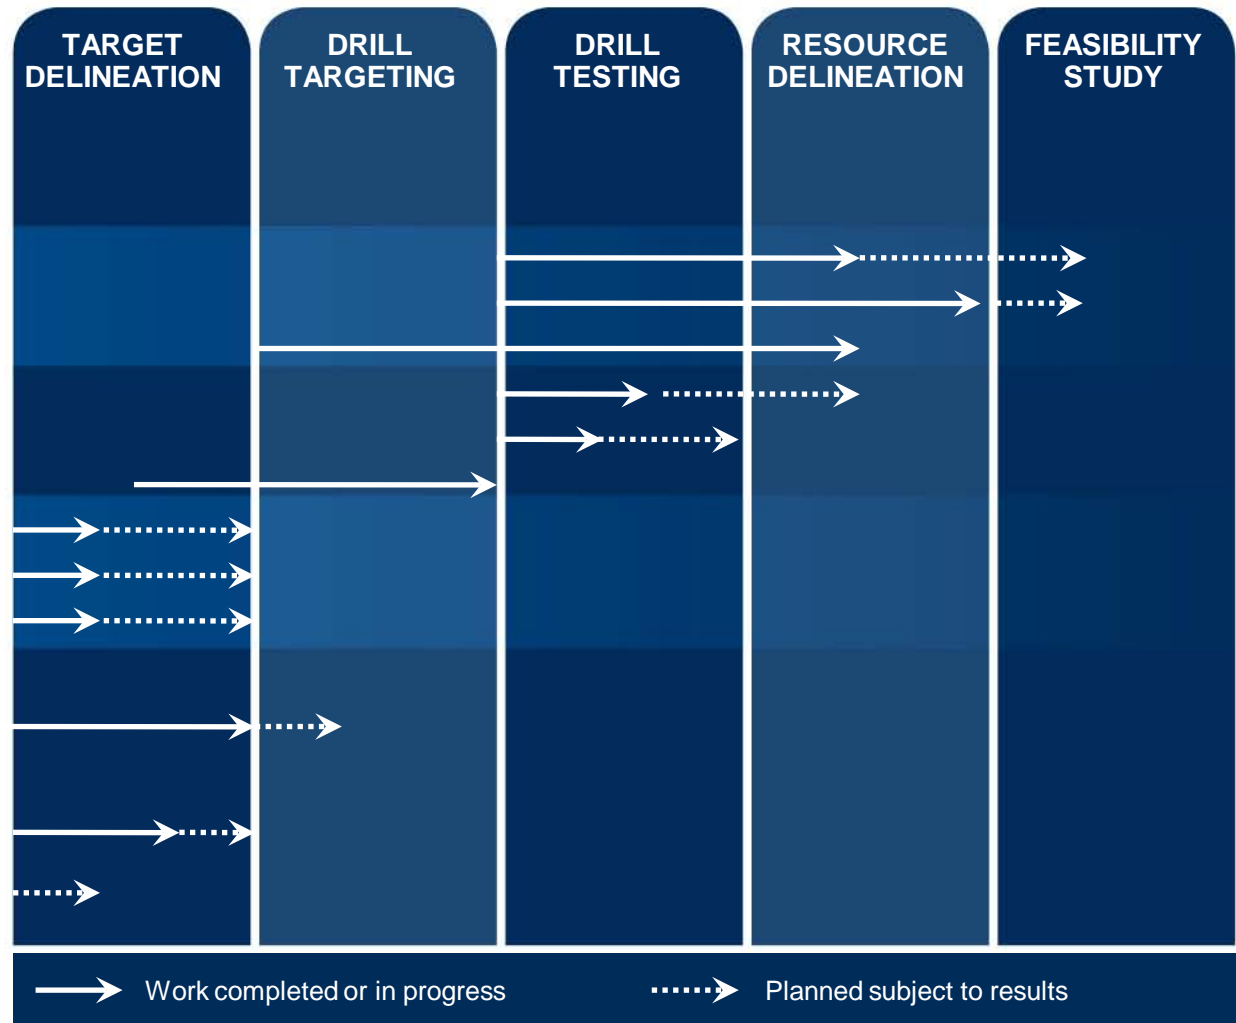 TARGET
DELINEATION
DRILL
TARGETING
DRILL
TESTING
RESOURCE
DELINEATION
FEASIBILITY
STUDY
Work completed or in progress
Planned subject to results